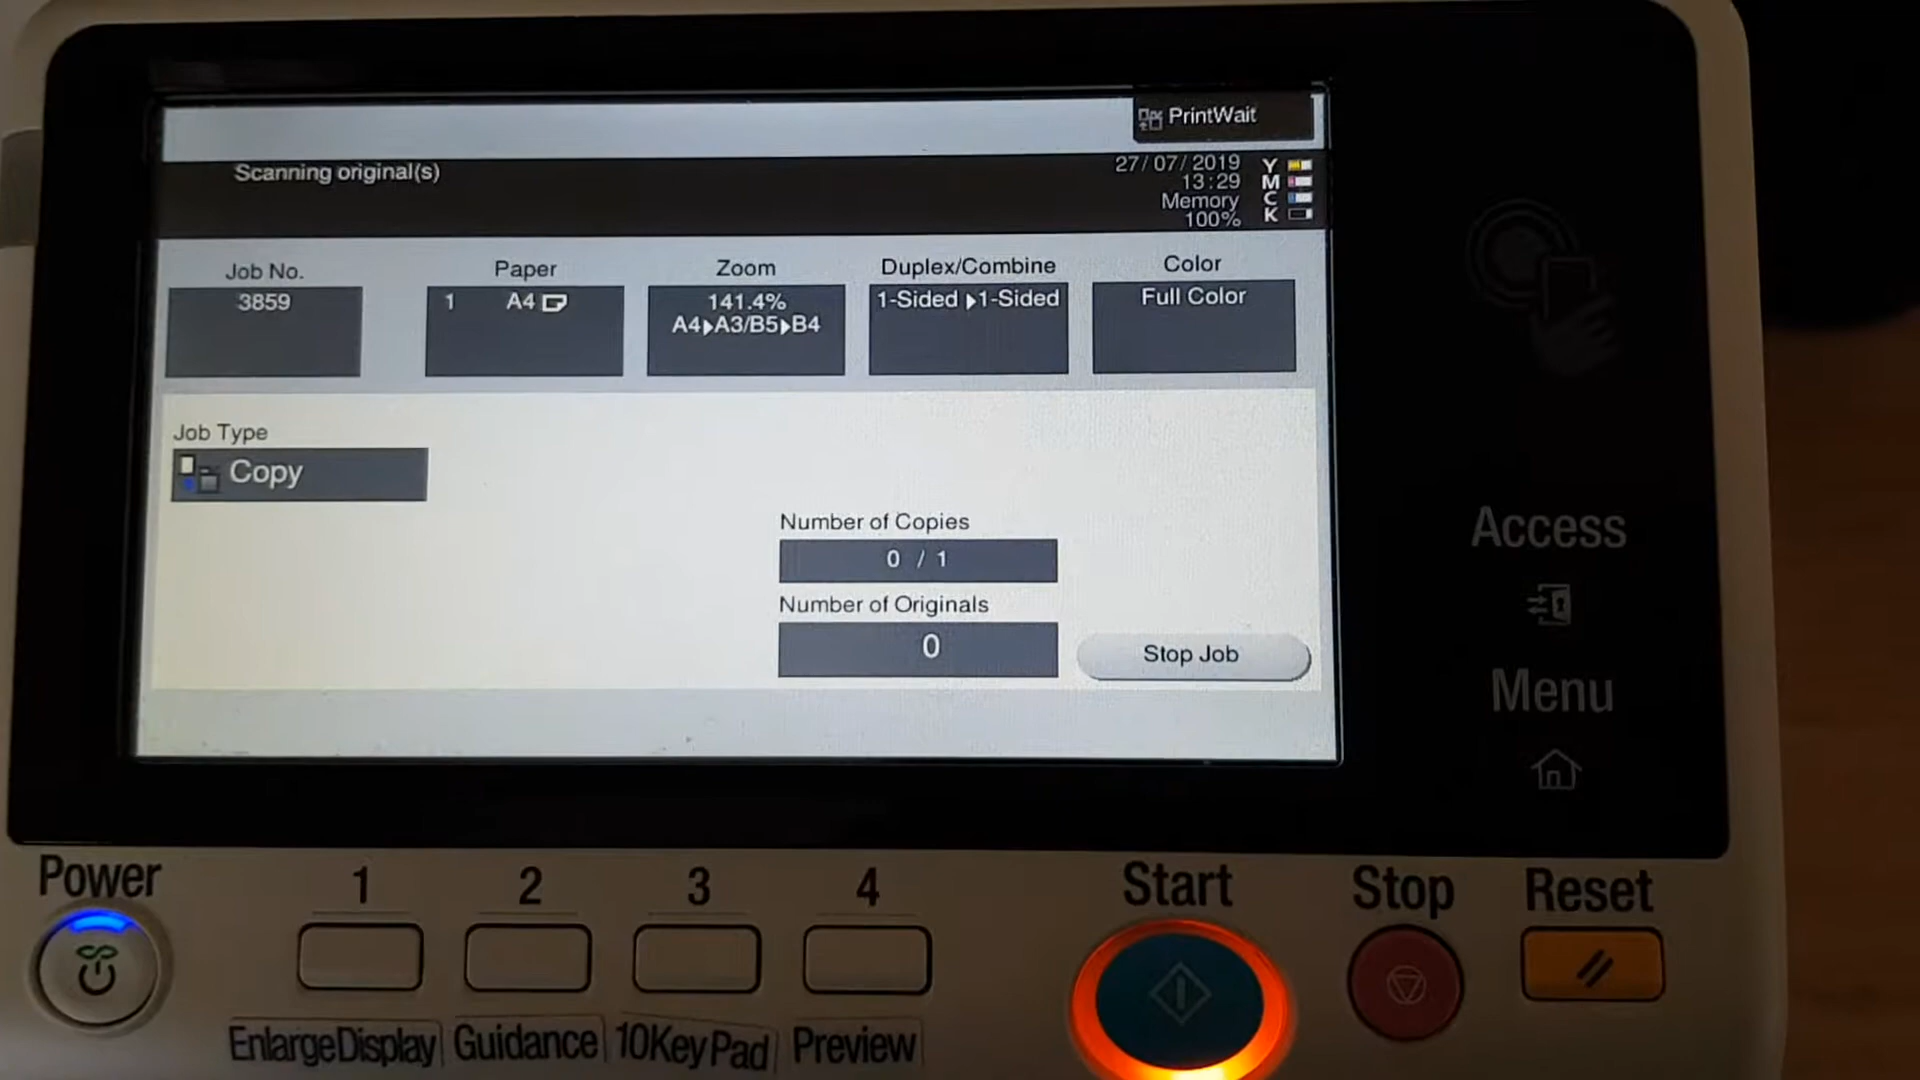 PrintWait
Scanning original(s)
27/07/2019
13:29
Memory
100%
Y
M
C
K
Job No.
3859
Paper
1 A4
Zoom
141.4%
A4▶A3/B5▶B4
Duplex/Combine
1-Sided ▶1-Sided
Color
Full Color
Job Type
Copy
Number of Copies
0 / 1
Number of Originals
0
Stop Job
Access
Menu
Power
1
2
3
4
Start
Stop
Reset
EnlargeDisplay
Guidance
10KeyPad
Preview